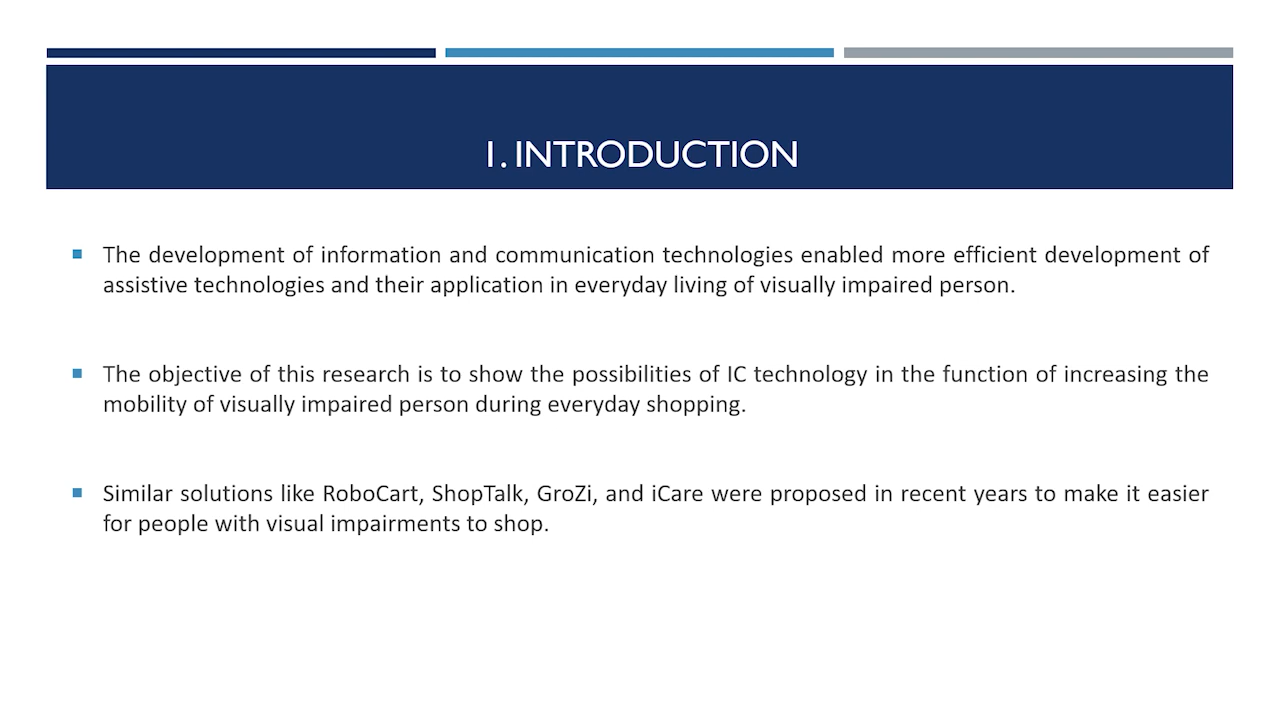 1. INTRODUCTION
The development of information and communication technologies enabled more efficient development of
assistive technologies and their application in everyday living of visually impaired person.
The objective of this research is to show the possibilities of IC technology in the function of increasing the
mobility of visually impaired person during everyday shopping.
Similar solutions like RoboCart, ShopTalk, GroZi, and iCare were proposed in recent years to make it easier
for people with visual impairments to shop.